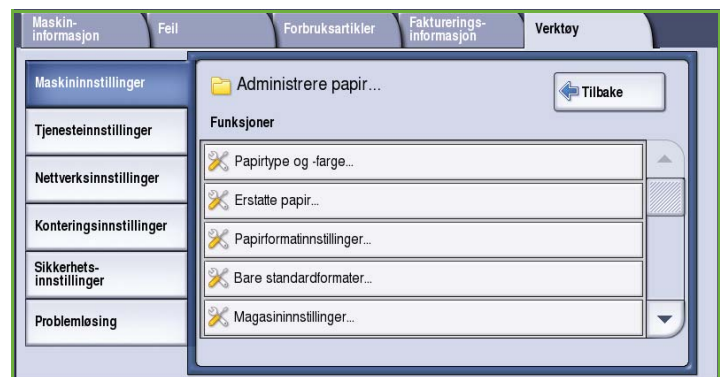 Maskin-
informasjon
Feil
Forbruksartikler
Fakturerings-
informasjon
Verktøy
Maskininnstillinger
Tjenesteinnstillinger
Nettverksinnstillinger
Konteringsinnstillinger
Sikkerhets-
innstillinger
Problemløsing
Administrere papir...
Tilbake
Funksjoner
Papirtype og -farge...
Erstatte papir...
Papirformatinnstillinger...
Bare standardformater...
Magasininnstillinger...